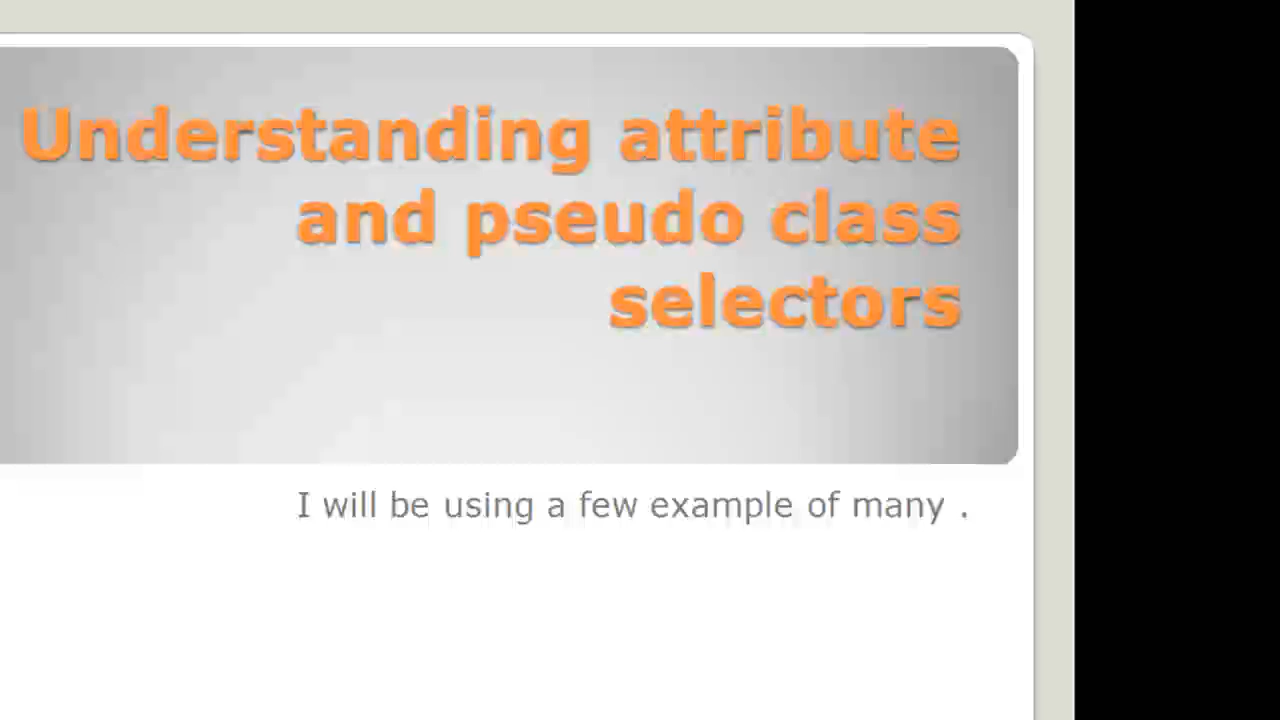 Understanding attribute
and pseudo class
selectors
I will be using a few example of many .